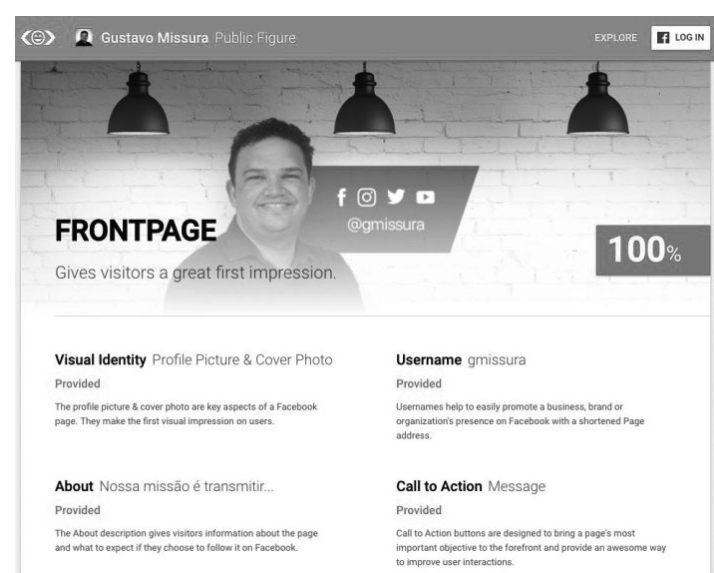 Gustavo Missura Public Figure
EXPLORE
LOG IN
@gmissura
FRONTPAGE
Gives visitors a great first impression.
100%
Visual Identity Profile Picture & Cover Photo
Provided
The profile picture & cover photo are key aspects of a Facebook
page. They make the first visual impression on users.
Username gmissura
Provided
Usernames help to easily promote a business, brand or
organization's presence on Facebook with a shortened Page
address.
About Nossa missão é transmitir...
Provided
The About description gives visitors information about the page
and what to expect if they choose to follow it on Facebook.
Call to Action Message
Provided
Call to Action buttons are designed to bring a page's most
important objective to the forefront and provide an awesome way
to improve user interactions.